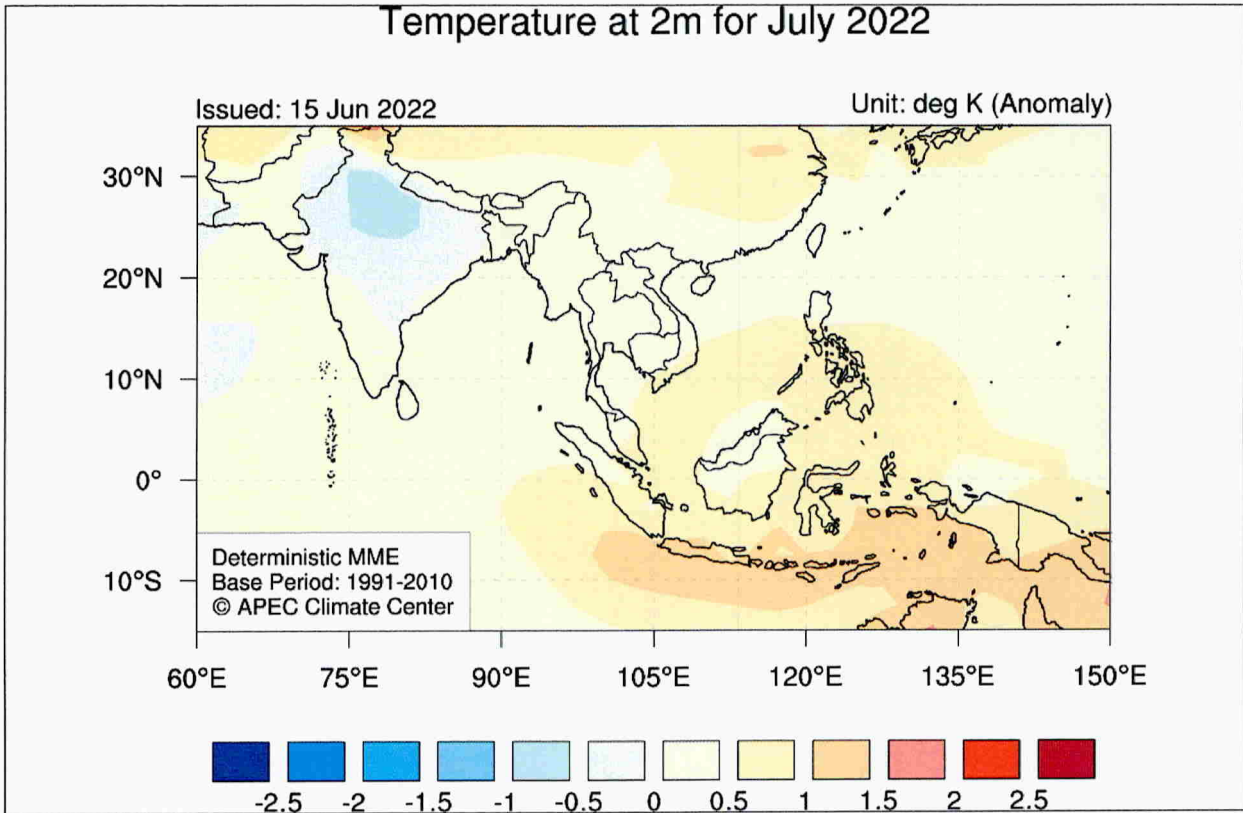 Temperature at 2m for July 2022
Issued: 15 Jun 2022
Unit: deg K (Anomaly)
30°N
20°N
10°N
0°
10°S
Deterministic MME
Base Period: 1991-2010
© APEC Climate Center
60°E 75°E 90°E 105°E 120°E 135°E 150°E
-2.5 -2 -1.5 -1 -0.5 0 0.5 1 1.5 2 2.5